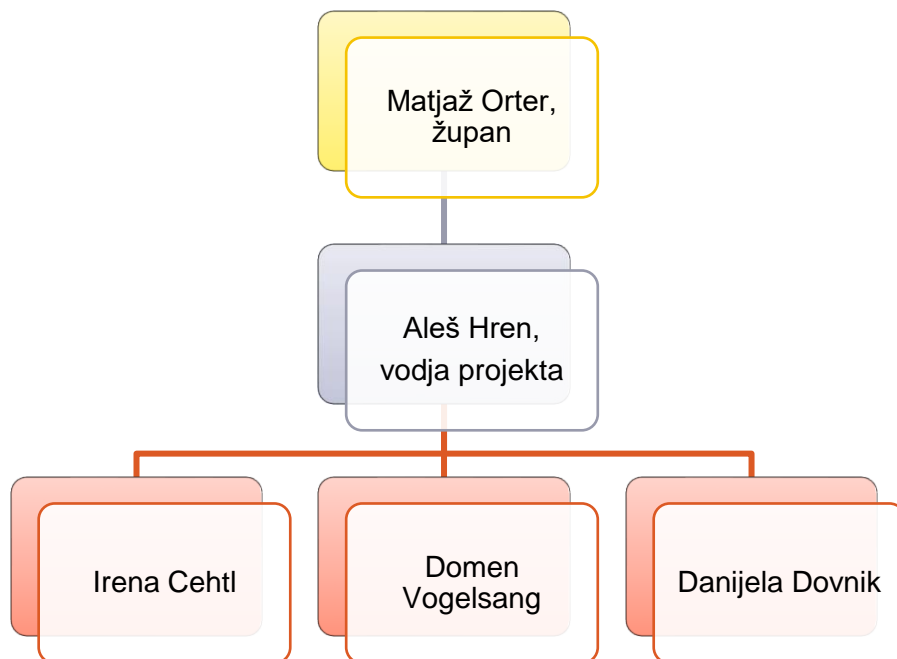 Matjaž Orter,
župan
Aleš Hren,
vodja projekta
Irena Cehtl
Domen
Vogelsang
Danijela Dovnik